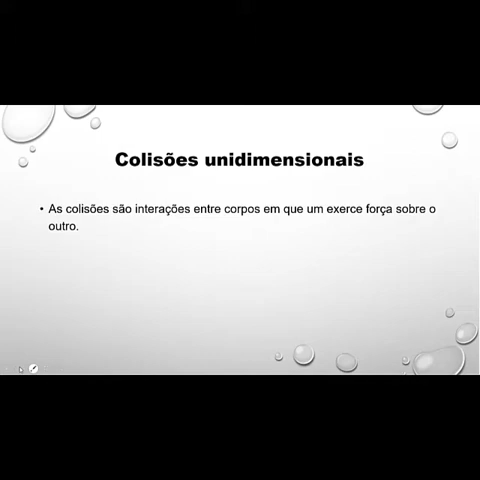 Colisões unidimensionais
• As colisões são interações entre corpos em que um exerce força sobre o
outro.